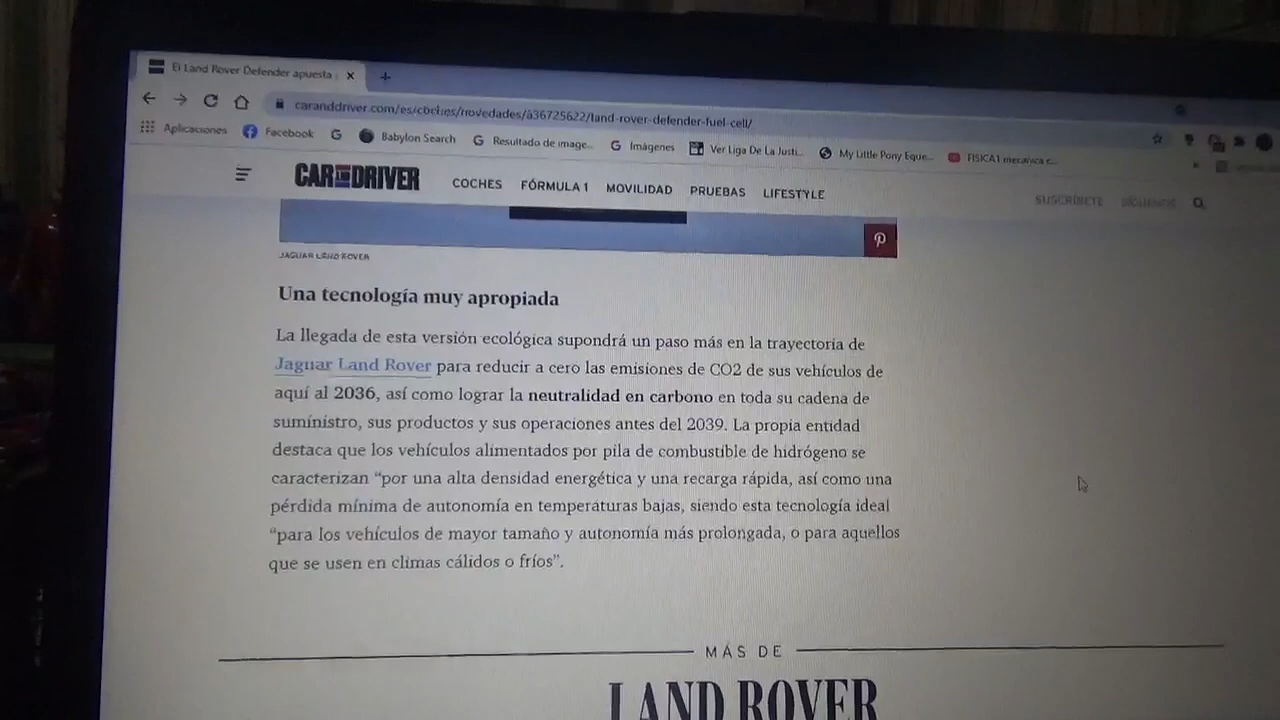 El Land Rover Defender apuesta
caranddriver.com/es/coches/novedades/a36725622/land-rover-defender-fuel-cell/
Aplicaciones Facebook Babylon Search Resultado de image... Imágenes Ver Liga De La Justi... My Little Pony Eque... FISICA1 mecanica c...
CAR AND DRIVER COCHES FÓRMULA 1 MOVILIDAD PRUEBAS LIFESTYLE SUSCRÍBETE
JAGUAR LAND ROVER
Una tecnología muy apropiada
La llegada de esta versión ecológica supondrá un paso más en la trayectoria de
Jaguar Land Rover para reducir a cero las emisiones de CO2 de sus vehículos de
aquí al 2036, así como lograr la neutralidad en carbono en toda su cadena de
suministro, sus productos y sus operaciones antes del 2039. La propia entidad
destaca que los vehículos alimentados por pila de combustible de hidrógeno se
caracterizan “por una alta densidad energética y una recarga rápida, así como una
pérdida mínima de autonomía en temperaturas bajas, siendo esta tecnología ideal
“para los vehículos de mayor tamaño y autonomía más prolongada, o para aquellos
que se usen en climas cálidos o fríos”.
MÁS DE
LAND ROVER